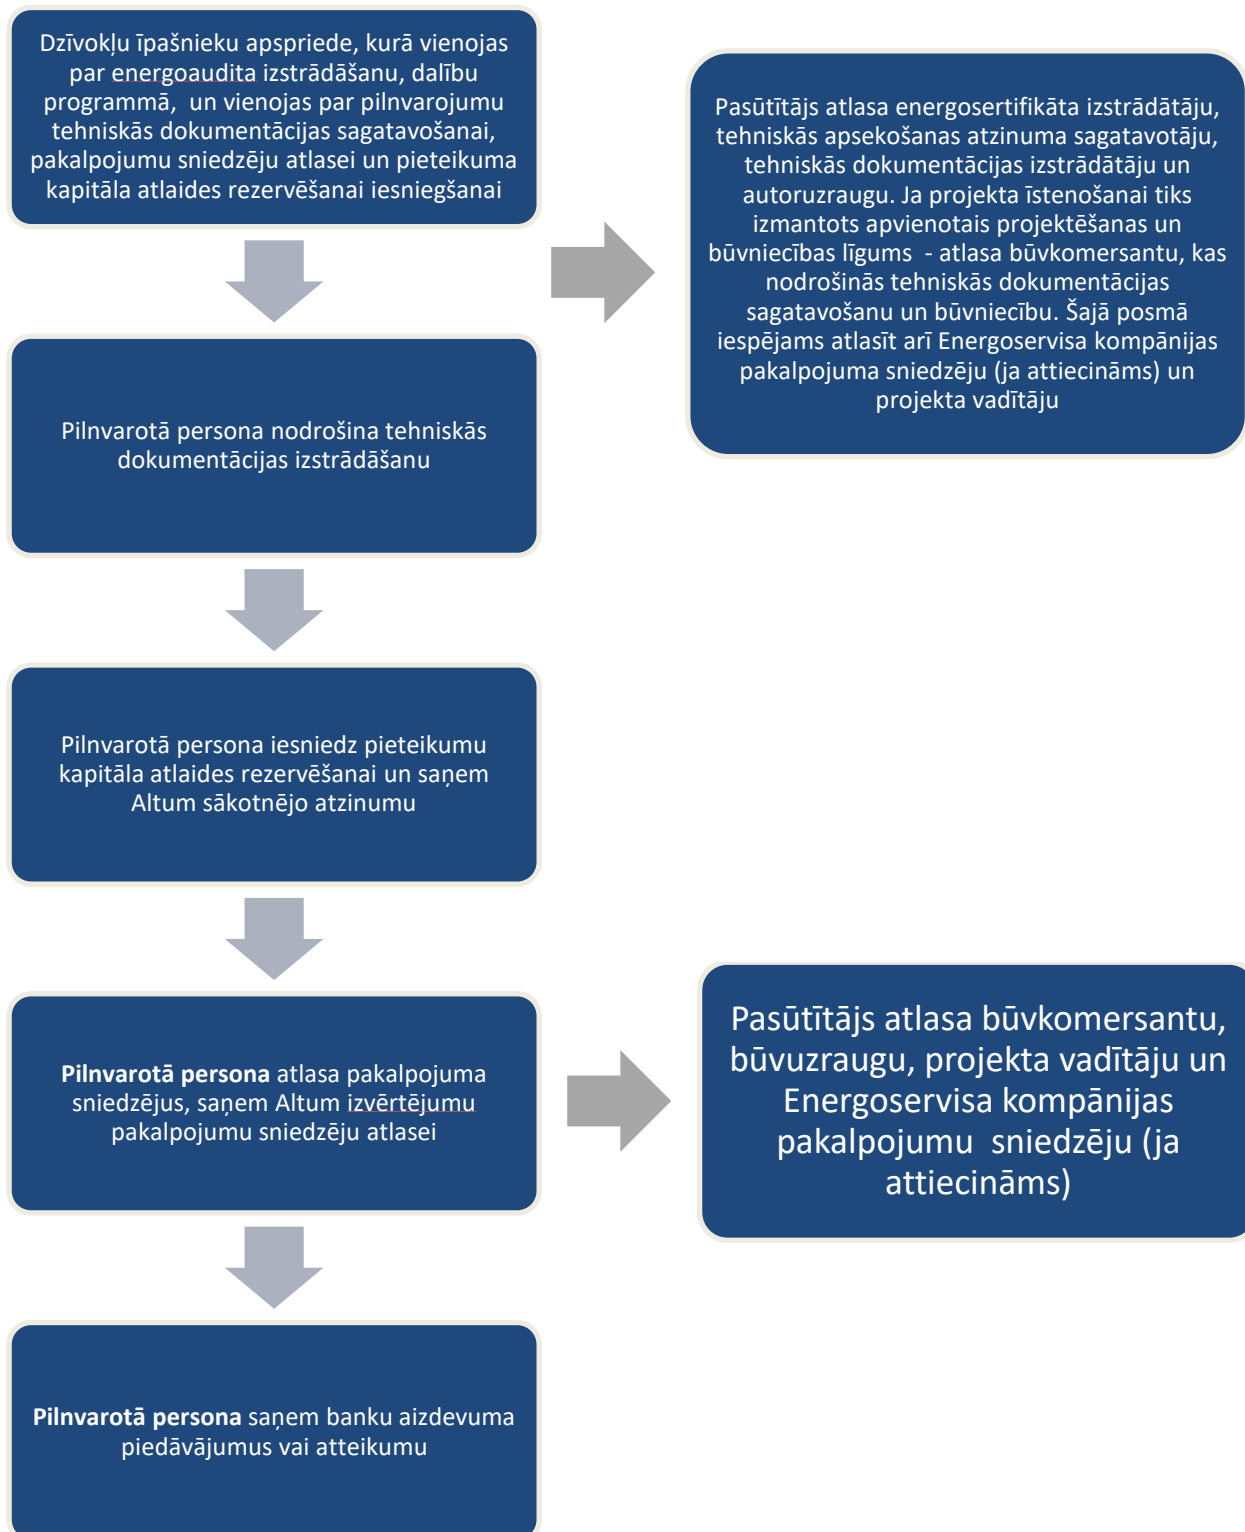 Dzīvokļu īpašnieku apspriede, kurā vienojas
par energoaudita izstrādāšanu, dalību
programmā, un vienojas par pilnvarojumu
tehniskās dokumentācijas sagatavošanai,
pakalpojumu sniedzēju atlasei un pieteikuma
kapitāla atlaides rezervēšanai iesniegšanai
Pasūtītājs atlasa energosertifikāta izstrādātāju,
tehniskās apsekošanas atzinuma sagatavotāju,
tehniskās dokumentācijas izstrādātāju un
autoruzraugu. Ja projekta īstenošanai tiks
izmantots apvienotais projektēšanas un
būvniecības līgums - atlasa būvkomersantu, kas
nodrošinās tehniskās dokumentācijas
sagatavošanu un būvniecību. Šajā posmā
iespējams atlasīt arī Energoservisa kompānijas
pakalpojuma sniedzēju (ja attiecināms) un
projekta vadītāju
Pilnvarotā persona nodrošina tehniskās
dokumentācijas izstrādāšanu
Pilnvarotā persona iesniedz pieteikumu
kapitāla atlaides rezervēšanai un saņem
Altum sākotnējo atzinumu
Pilnvarotā persona atlasa pakalpojuma
sniedzējus, saņem Altum izvērtējumu
pakalpojumu sniedzēju atlasei
Pasūtītājs atlasa būvkomersantu,
būvuzraugu, projekta vadītāju un
Energoservisa kompānijas
pakalpojumu sniedzēju (ja
attiecināms)
Pilnvarotā persona saņem banku aizdevuma
piedāvājumus vai atteikumu